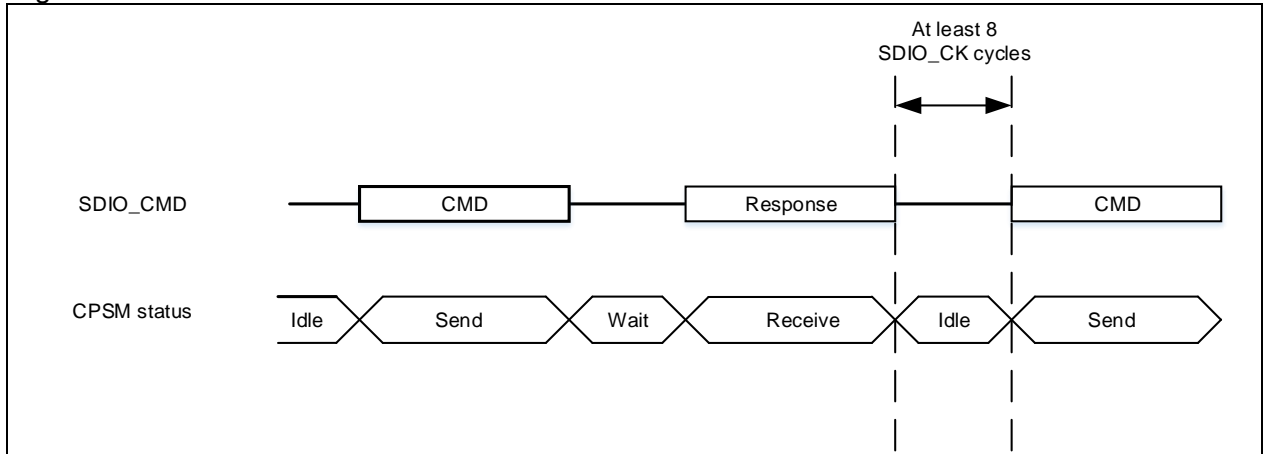 At least 8
SDIO_CK cycles
SDIO_CMD CMD Response CMD
CPSM status Idle Send Wait Receive Idle Send